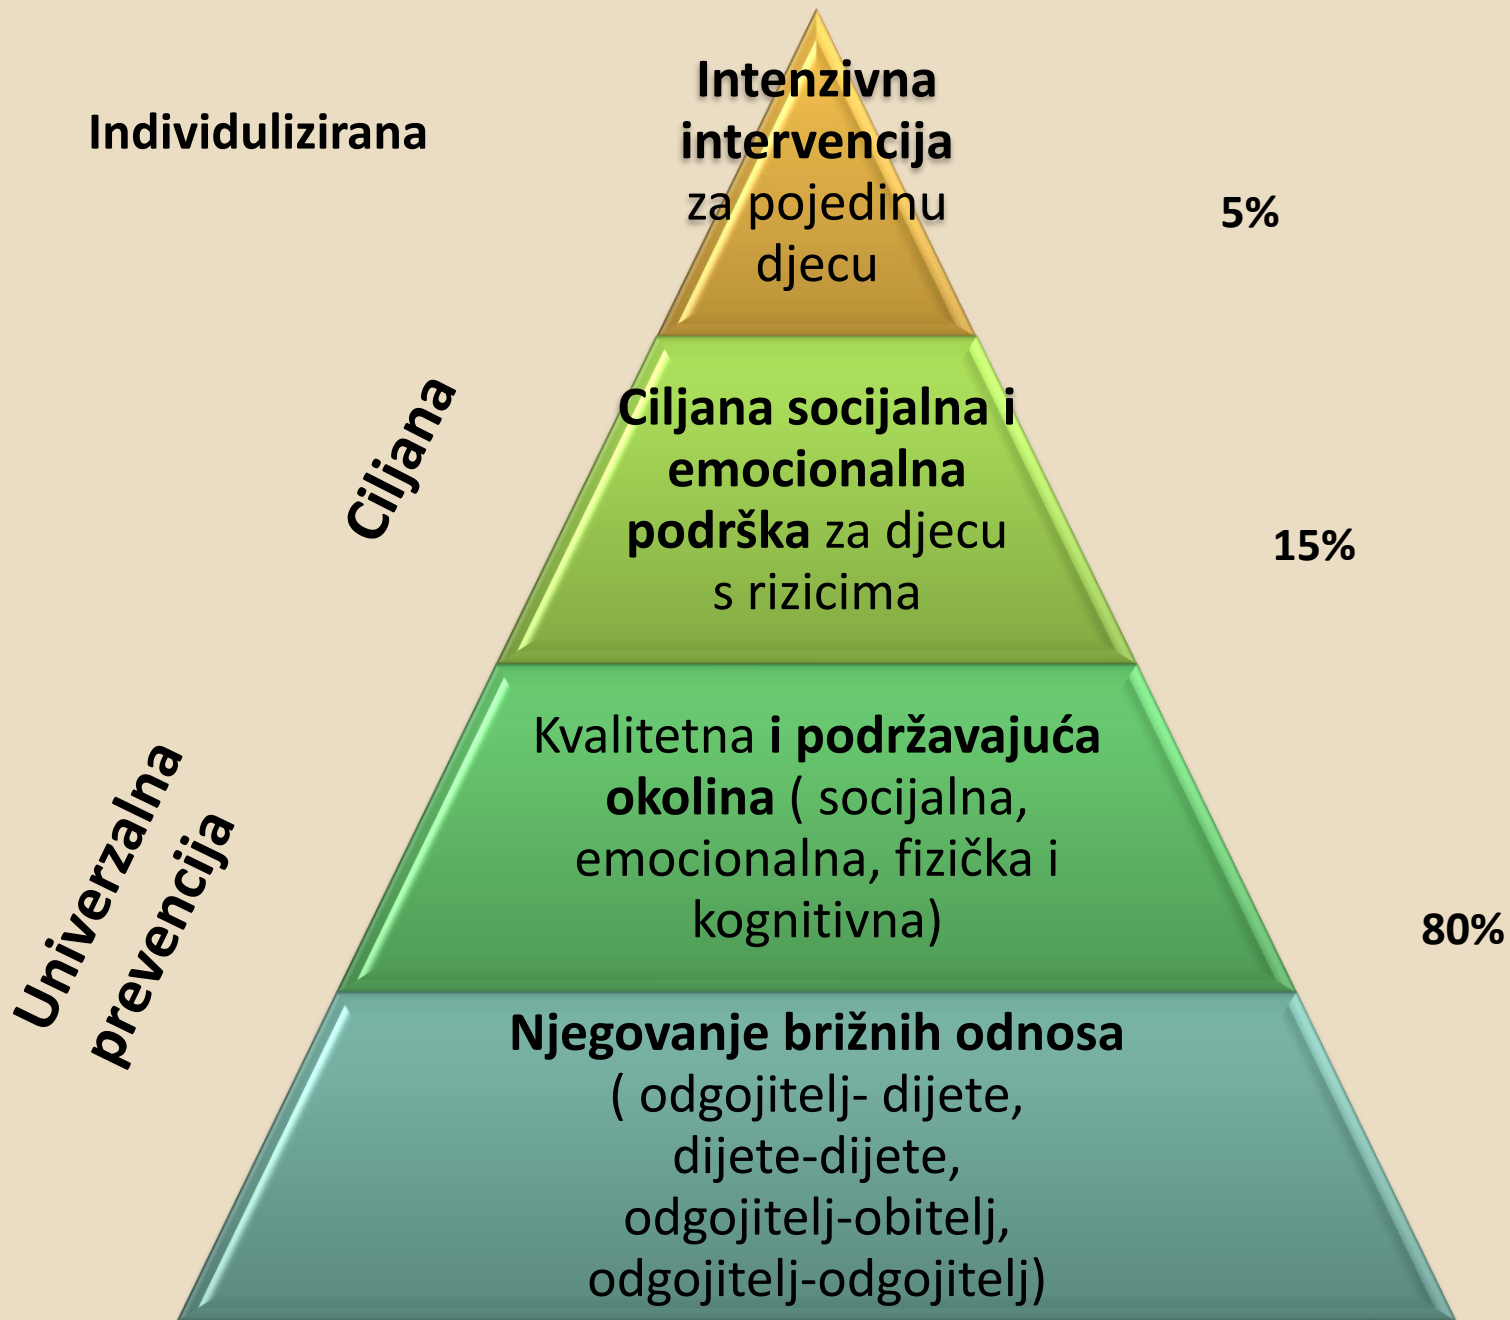 Individulizirana
Intenzivna
intervencija
za pojedinu
djecu
5%
Ciljana
Ciljana socijalna i
emocionalna
podrška za djecu
s rizicima
15%
Univerzalna
prevencija
Kvalitetna i podržavajuća
okolina ( socijalna,
emocionalna, fizička i
kognitivna)
80%
Njegovanje brižnih odnosa
( odgojitelj- dijete,
dijete-dijete,
odgojitelj-obitelj,
odgojitelj-odgojitelj)